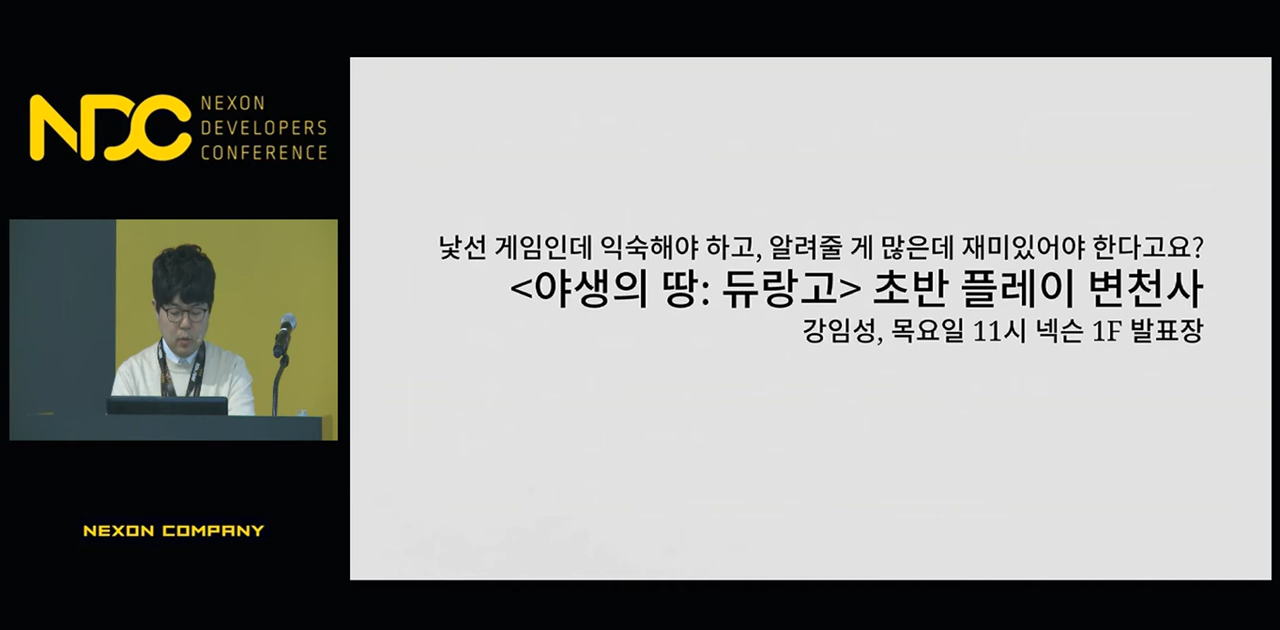 NDC
NEXON
DEVELOPERS
CONFERENCE
낯선 게임인데 익숙해야 하고, 알려줄 게 많은데 재미있어야 한다고요?
<야생의 땅: 듀랑고> 초반 플레이 변천사
강임성, 목요일 11시 넥슨 1F 발표장
NEXON COMPANY